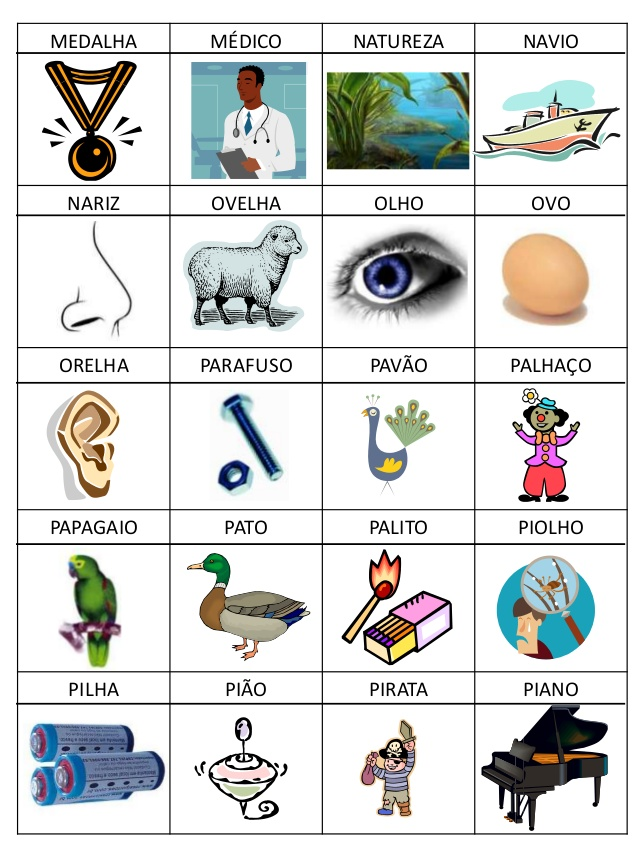 MEDALHA MÉDICO NATUREZA NAVIO
NARIZ OVELHA OLHO OVO
ORELHA PARAFUSO PAVÃO PALHAÇO
PAPAGAIO PATO PALITO PIOLHO
PILHA PIÃO PIRATA PIANO